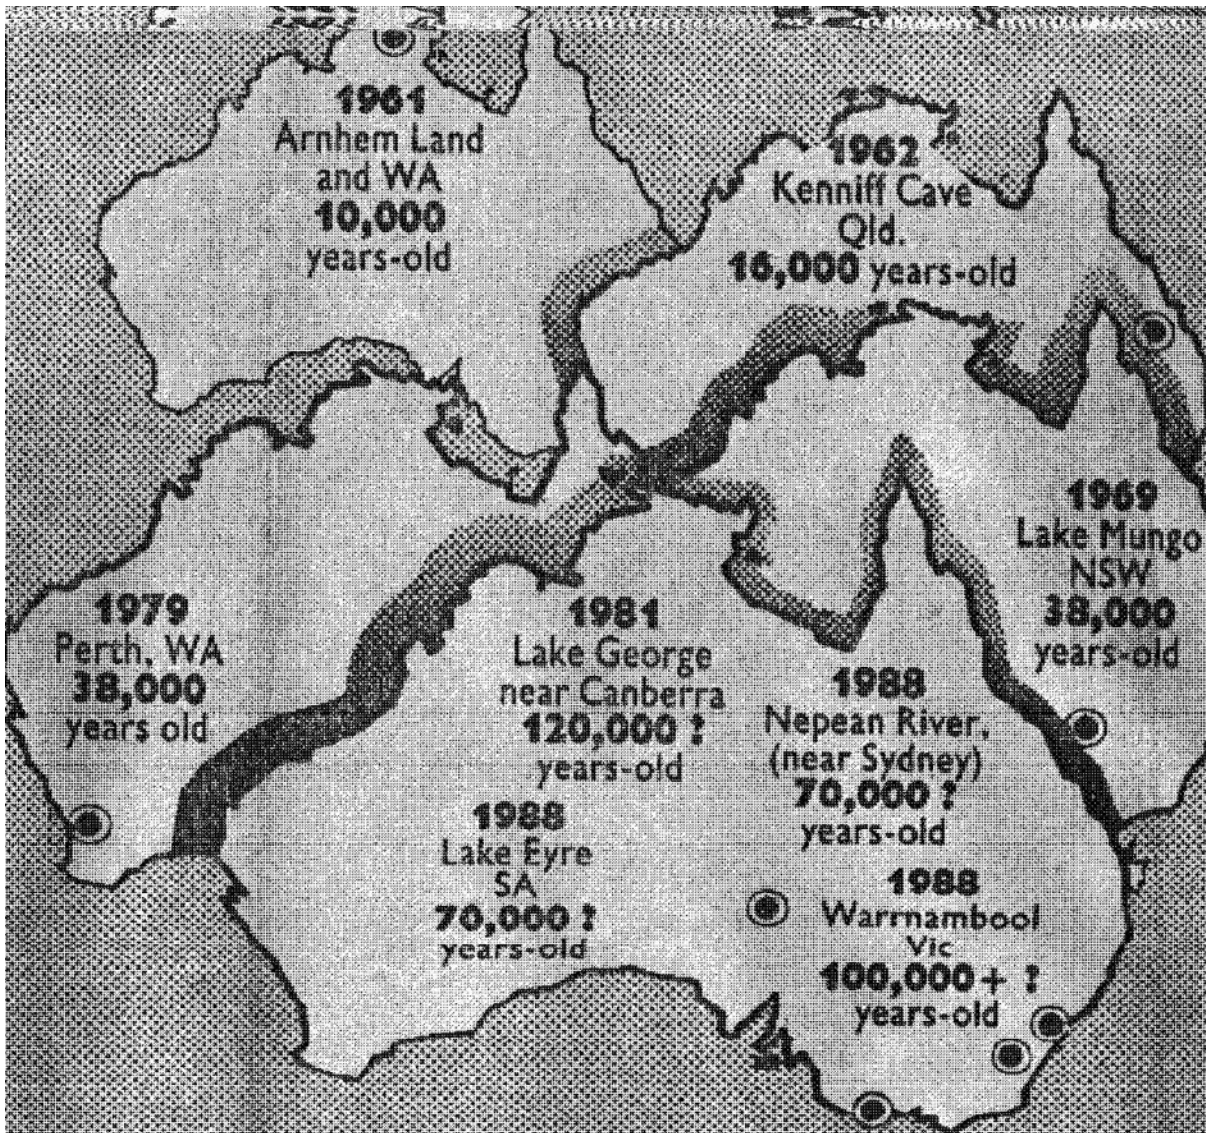 1961
Arnhem Land
and WA
10,000
years-old
1962
Kenniff Cave
Qld.
16,000 years-old
1969
Lake Mungo
NSW
38,000
years-old
1979
Perth, WA
38,000
years old
1981
Lake George
near Canberra
120,000 ?
years-old
1988
Nepean River,
(near Sydney)
70,000 ?
years-old
1988
Lake Eyre
SA
70,000 ?
years-old
1988
Warrnambool
Vic
100,000+ ?
years-old